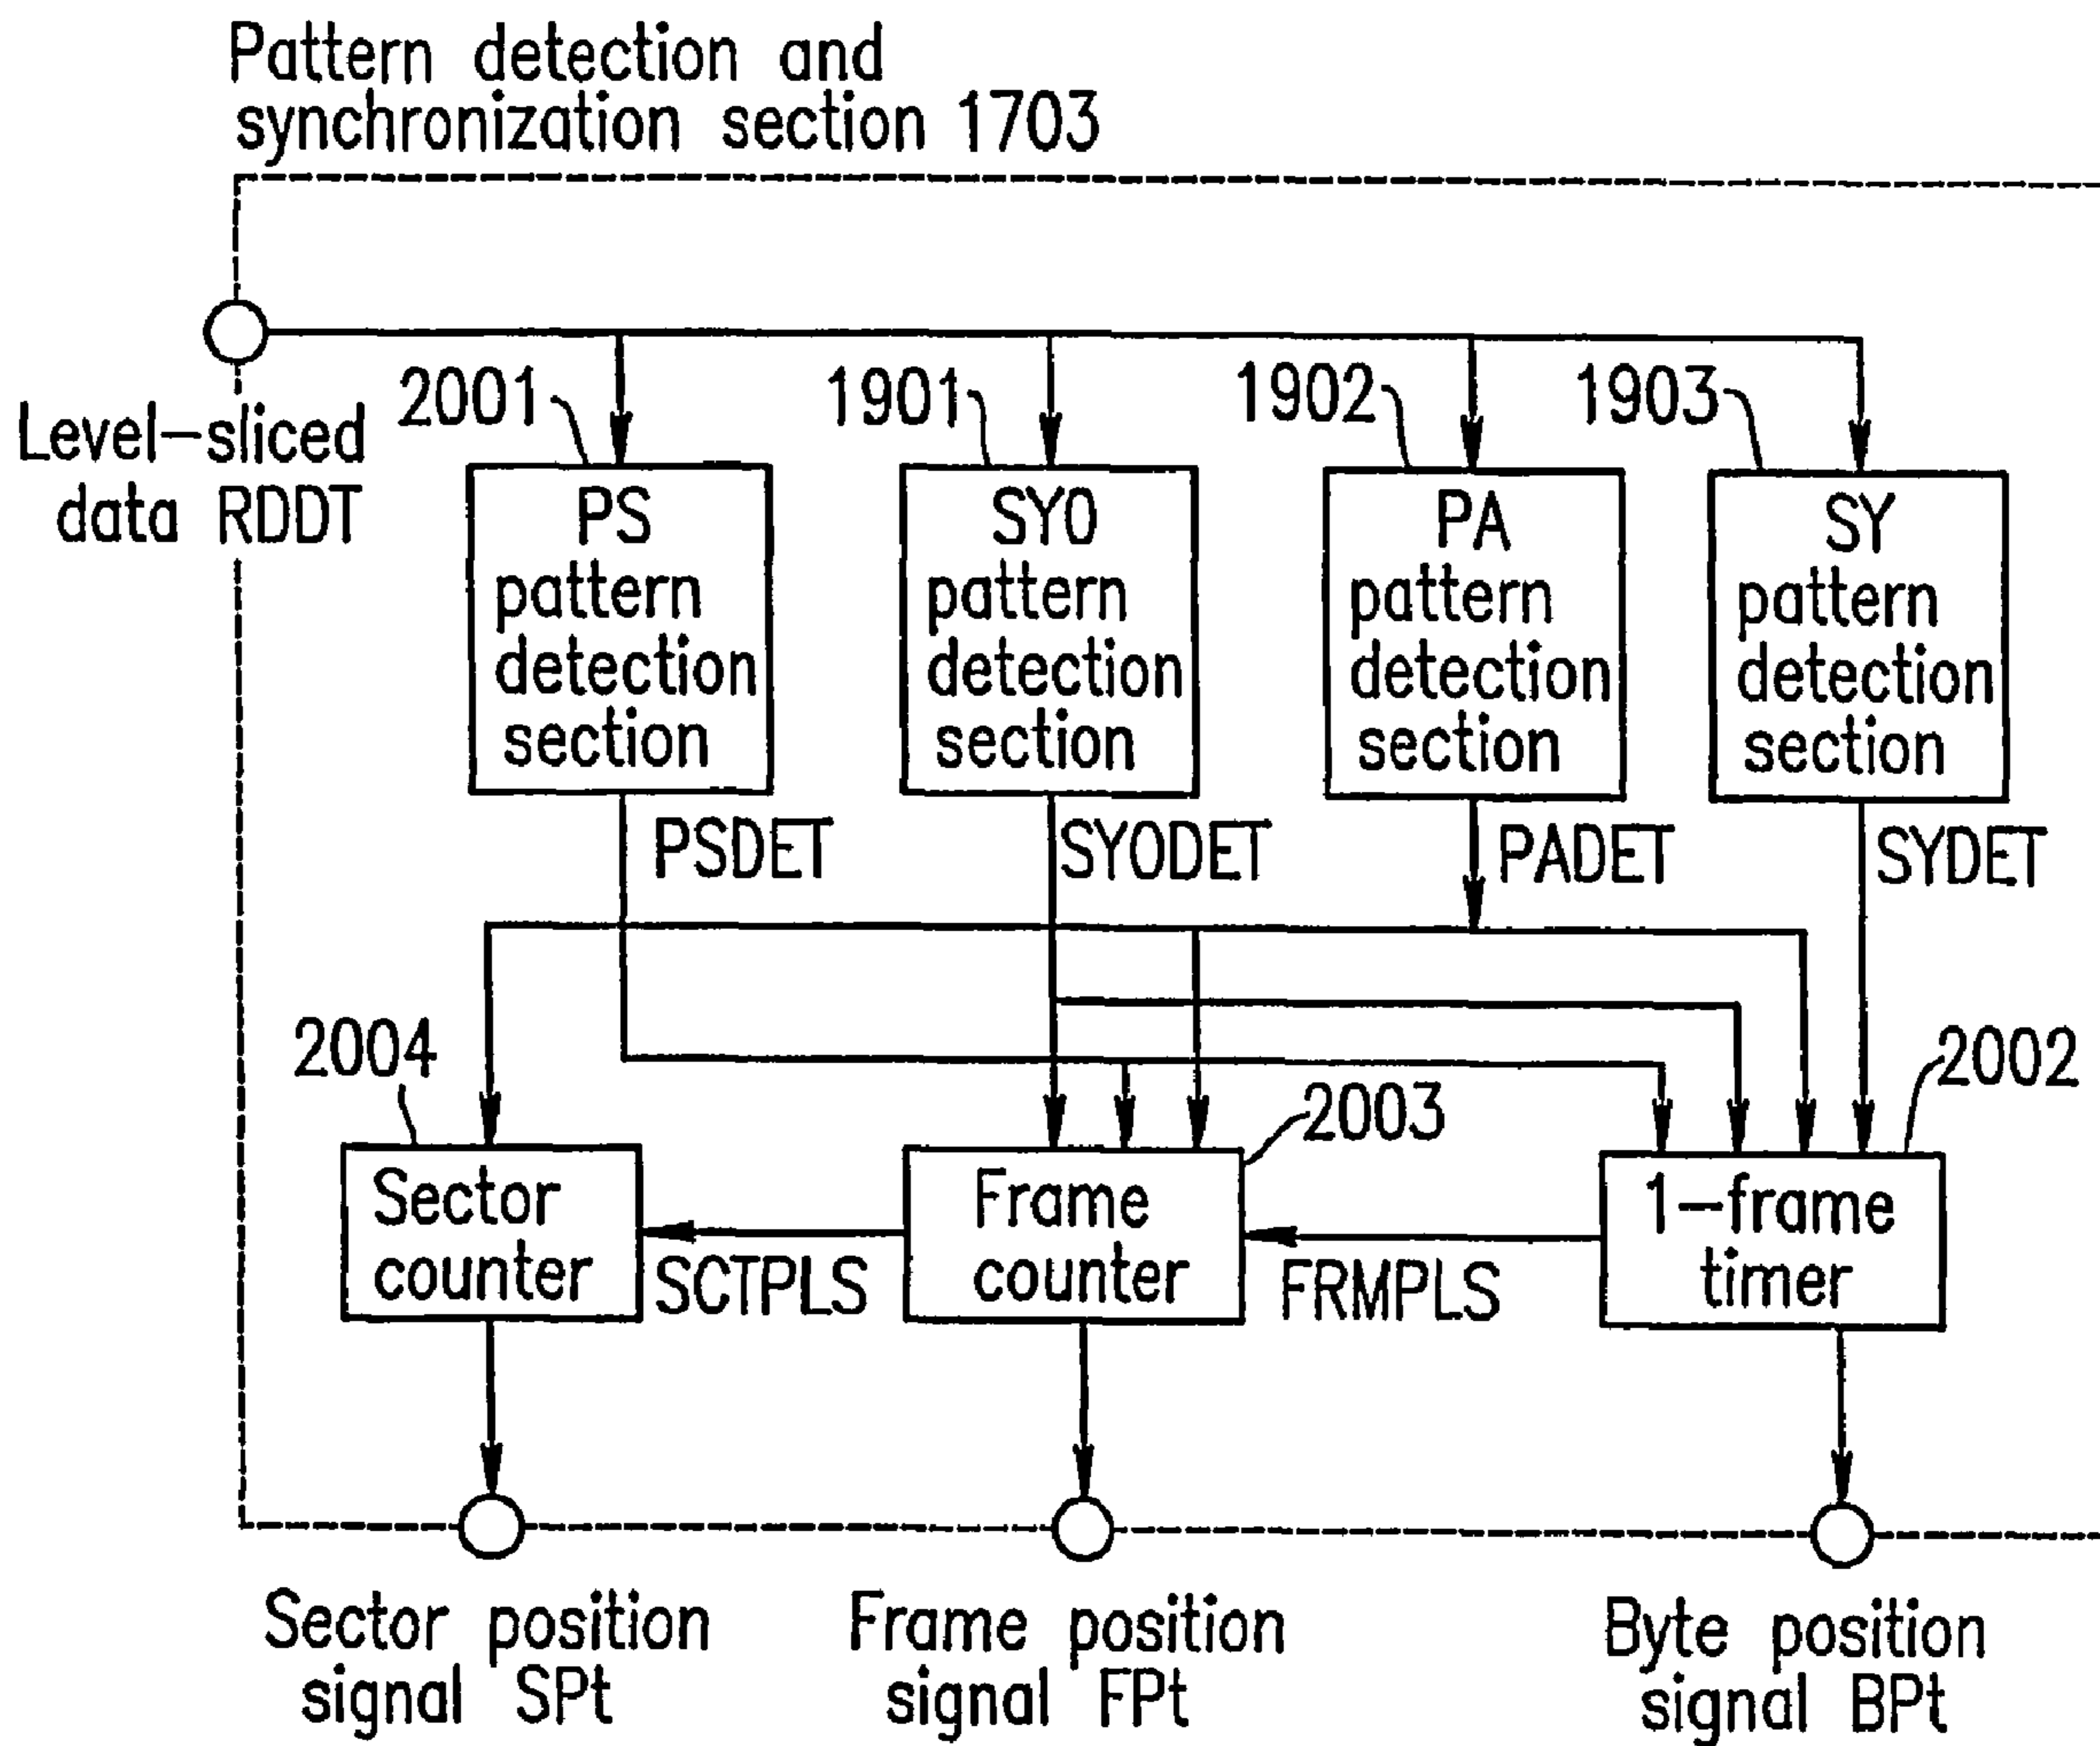 Pattern detection and
synchronization section 1703
Level-sliced
data RDDT
2001
1901
1902
1903
PS
pattern
detection
section
SY0
pattern
detection
section
PA
pattern
detection
section
SY
pattern
detection
section
PSDET
SY0DET
PADET
SYDET
2004
2003
2002
Sector
counter
SCTPLS
Frame
counter
FRMPLS
1-frame
timer
Sector position
signal SPt
Frame position
signal FPt
Byte position
signal BPt